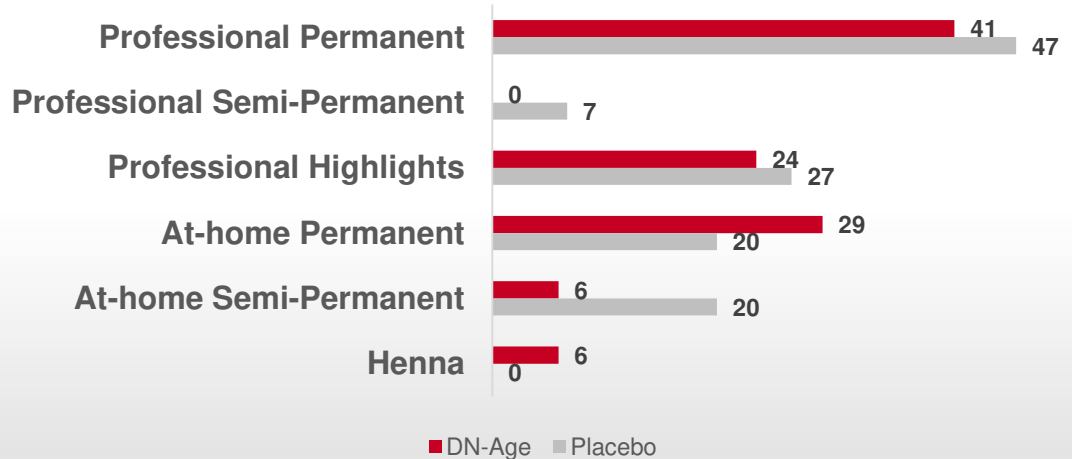 Professional Permanent 41
47
Professional Semi-Permanent 0
7
Professional Highlights 24
27
At-home Permanent 29
20
At-home Semi-Permanent 6
20
Henna 6
0
DN-Age Placebo